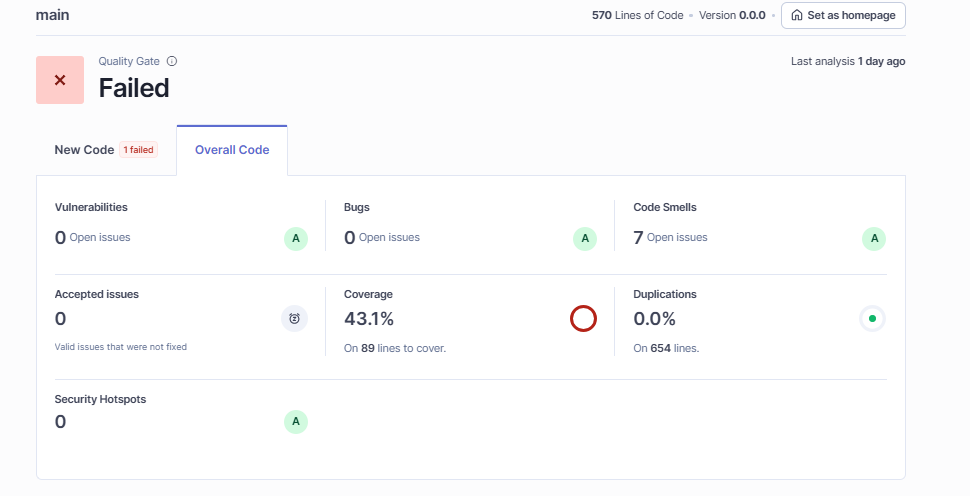 main
570 Lines of Code • Version 0.0.0 • Set as homepage
Quality Gate
Failed
Last analysis 1 day ago
New Code 1 failed
Overall Code
Vulnerabilities
0 Open issues A
Bugs
0 Open issues A
Code Smells
7 Open issues A
Accepted issues
0
Valid issues that were not fixed
Coverage
43.1%
On 89 lines to cover.
Duplications
0.0%
On 654 lines.
Security Hotspots
0 A